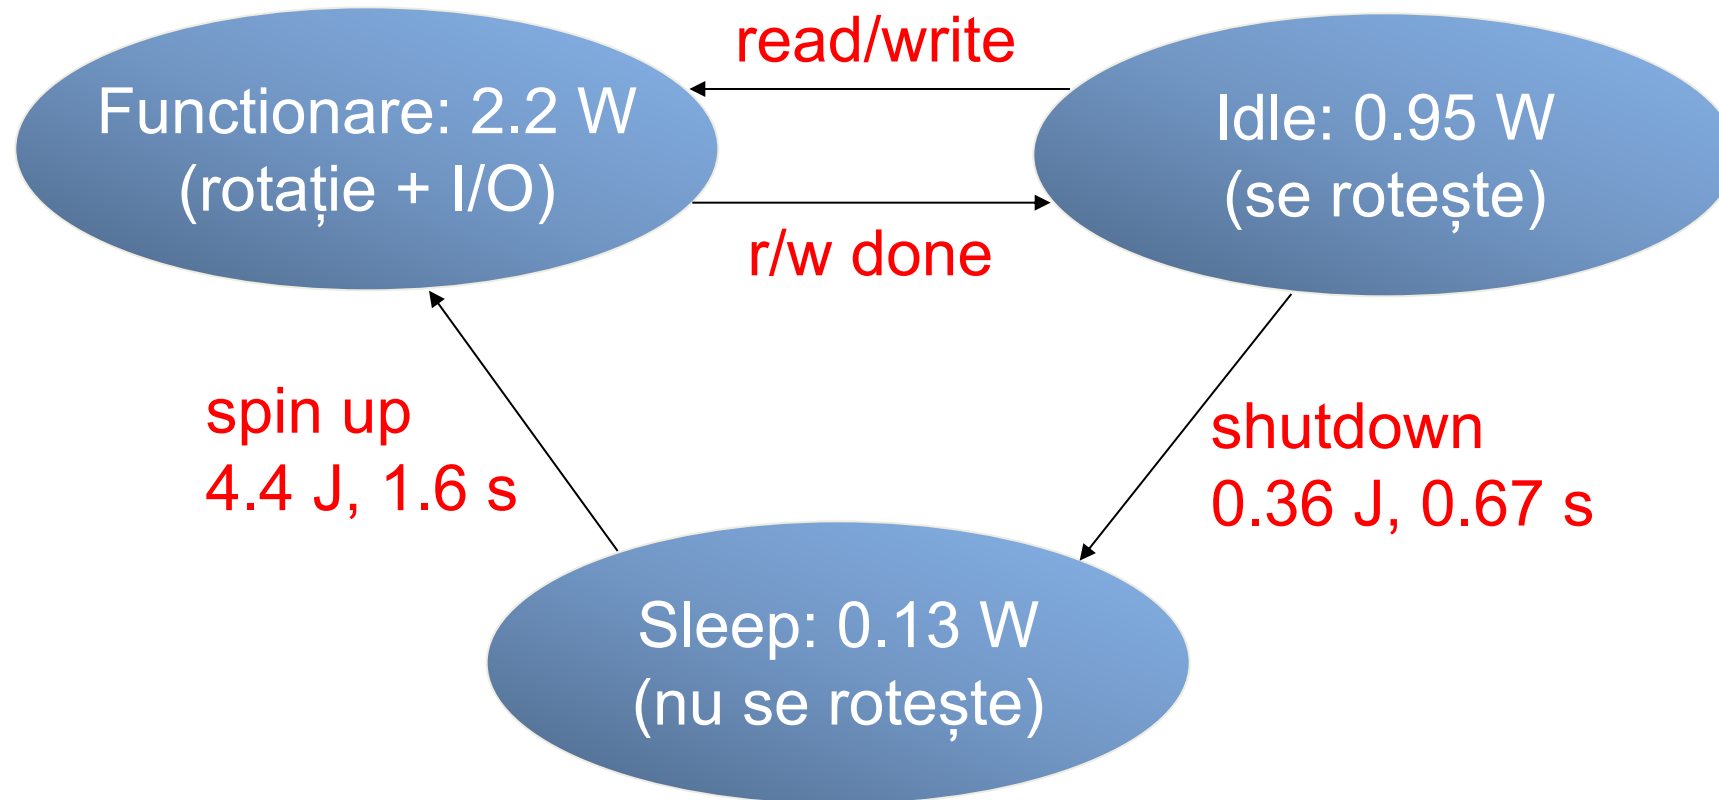 read/write
Functionare: 2.2 W
(rotație + I/O)
Idle: 0.95 W
(se rotește)
r/w done
spin up
4.4 J, 1.6 s
shutdown
0.36 J, 0.67 s
Sleep: 0.13 W
(nu se rotește)